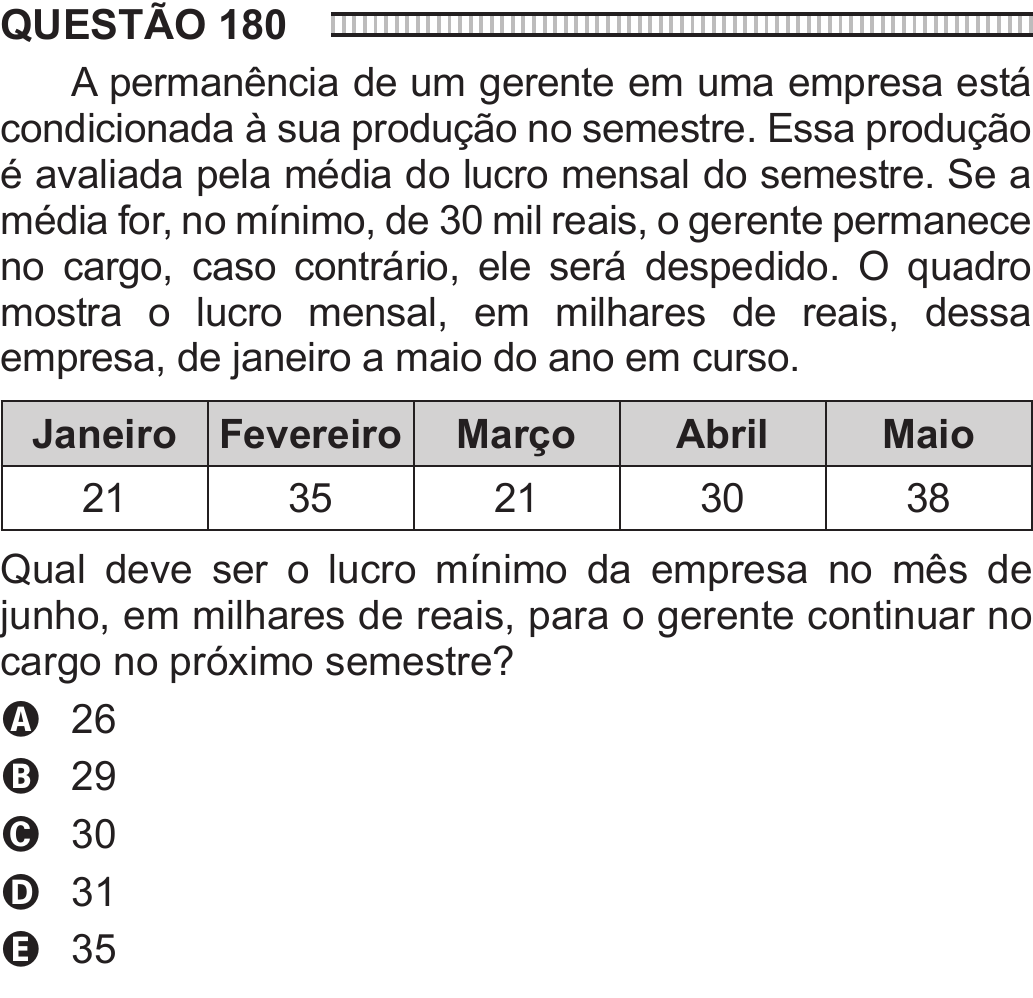 QUESTÃO 180
A permanência de um gerente em uma empresa está
condicionada à sua produção no semestre. Essa produção
é avaliada pela média do lucro mensal do semestre. Se a
média for, no mínimo, de 30 mil reais, o gerente permanece
no cargo, caso contrário, ele será despedido. O quadro
mostra o lucro mensal, em milhares de reais, dessa
empresa, de janeiro a maio do ano em curso.
Janeiro Fevereiro Março Abril Maio
21 35 21 30 38
Qual deve ser o lucro mínimo da empresa no mês de
junho, em milhares de reais, para o gerente continuar no
cargo no próximo semestre?
A 26
B 29
C 30
D 31
E 35